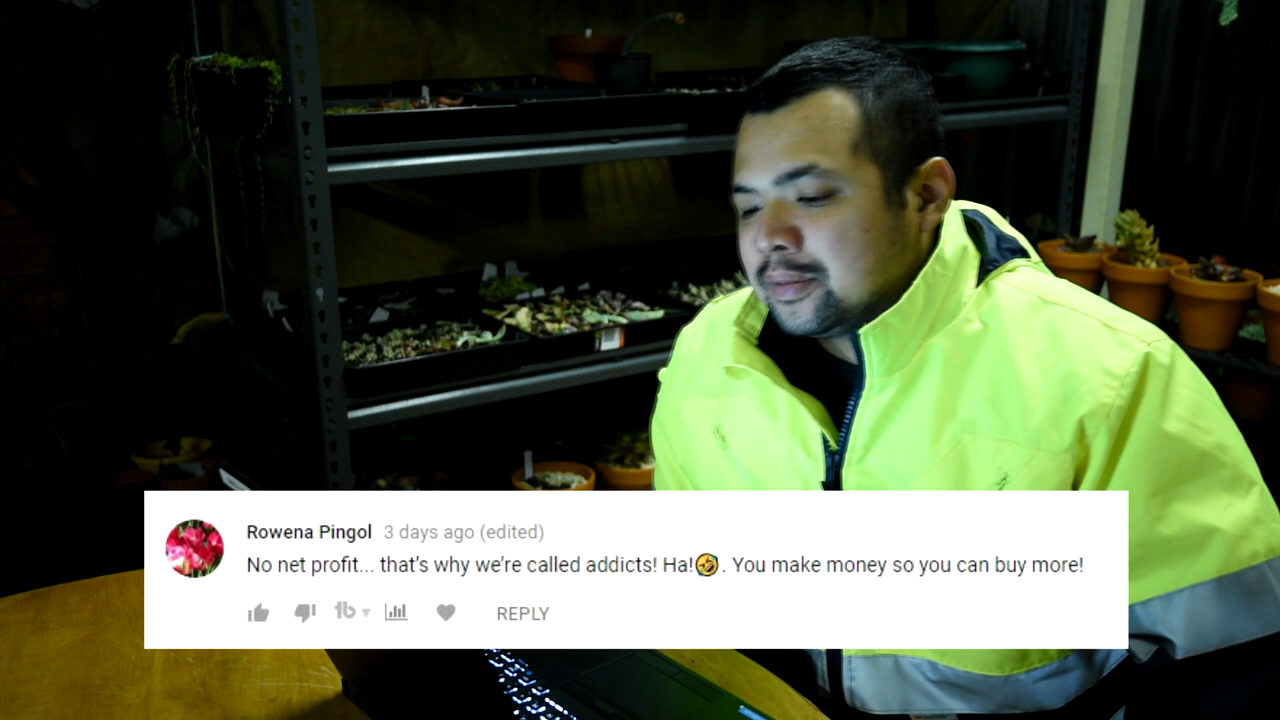 Rowena Pingol 3 days ago (edited)
No net profit... that's why we're called addicts! Ha!🤣. You make money so you can buy more!
REPLY